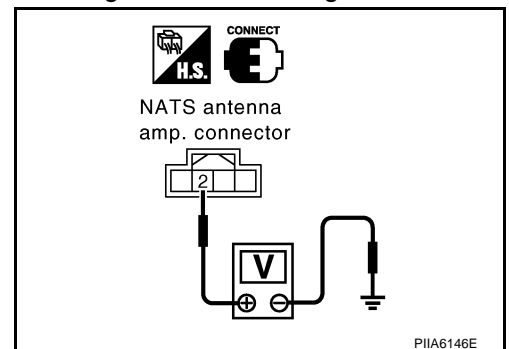 CONNECT
H.S.
NATS antenna
amp. connector
2
V
+ −
PIIA6146E